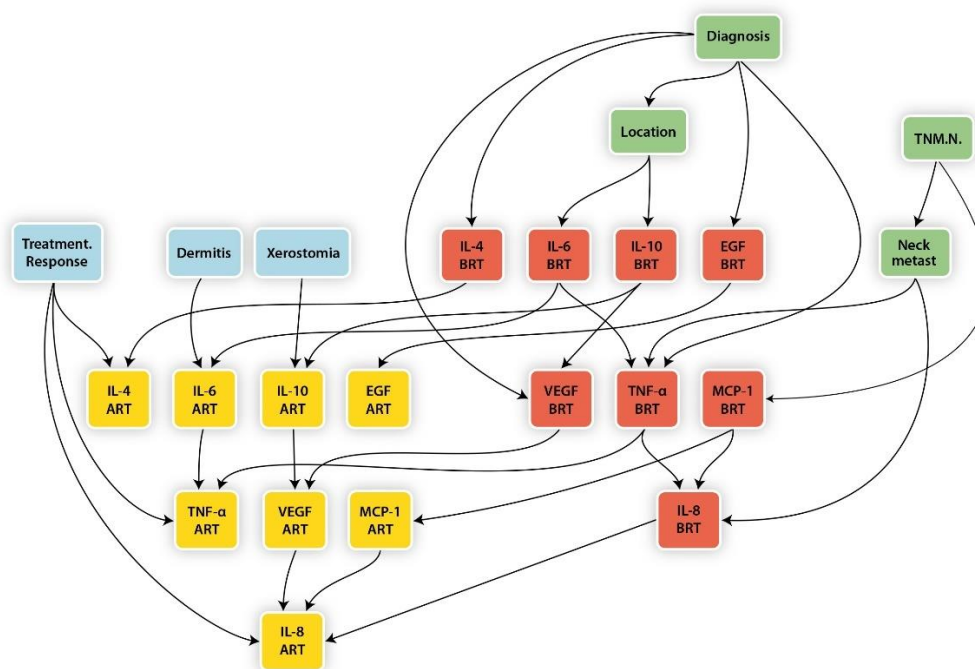 Diagnosis
Location
TNM.N.
Treatment.
Response
Dermitis
Xerostomia
IL-4
BRT
IL-6
BRT
IL-10
BRT
EGF
BRT
Neck
metast
IL-4
ART
IL-6
ART
IL-10
ART
EGF
ART
VEGF
BRT
TNF-α
BRT
MCP-1
BRT
TNF-α
ART
VEGF
ART
MCP-1
ART
IL-8
BRT
IL-8
ART